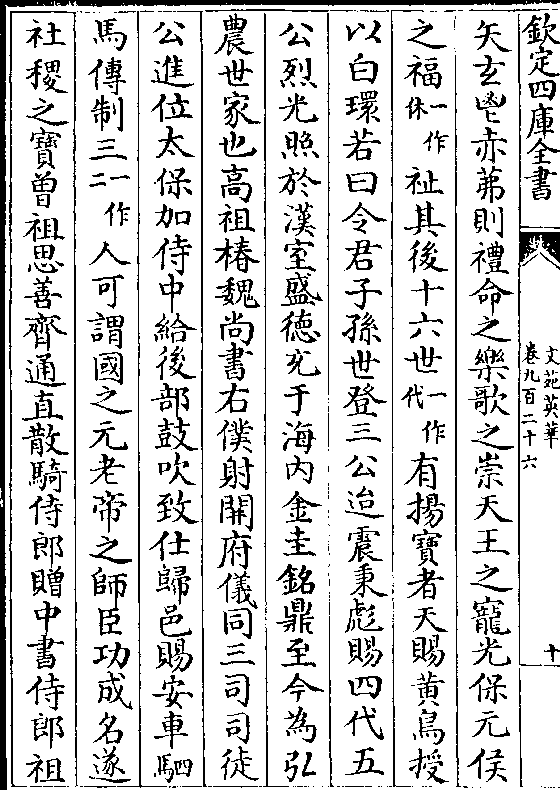 欽定四庫全書
文苑英華
卷九百二十六
十
矢玄鬯赤芾則禮命之樂歌之崇天王之寵光保元侯
之福一作休祉其後十六世一作代有揚寳者天賜黄鳥授
以白環若曰令君子孫世登三公迨震秉彪賜四代五
公烈光照於漢室盛徳充于海内金圭銘鼎至今為弘
農世家也高祖椿魏尚書右僕射開府儀同三司司徒
公進位太保加侍中給後部鼓吹致仕歸邑賜安車駟
馬傳制三一作二人可謂國之元老帝之師臣功成名遂
社稷之寳曽祖思善齊通直散騎侍郎贈中書侍郎祖